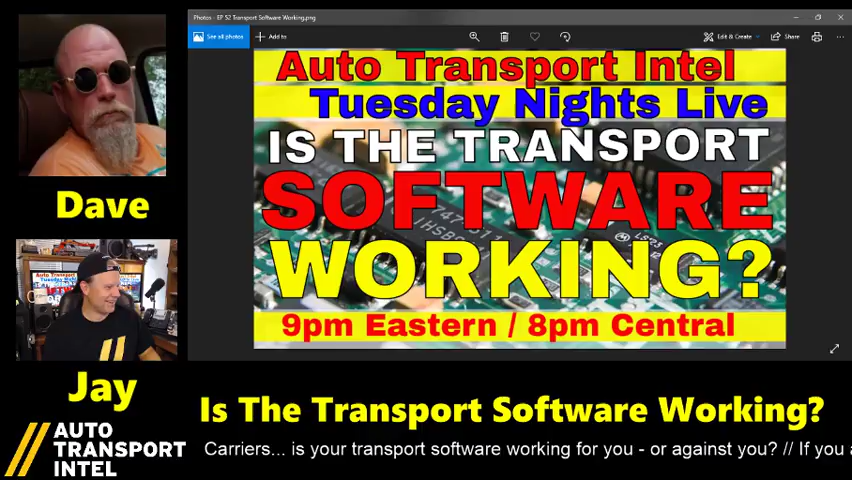 Photos - EP 52 Transport Software Working.png
See all photos
Add to
Edit & Create
Share
Auto Transport Intel
Tuesday Nights Live
IS THE TRANSPORT
SOFTWARE
WORKING?
9pm Eastern / 8pm Central
Dave
Jay
Is The Transport Software Working?
AUTO
TRANSPORT
INTEL
Carriers... is your transport software working for you - or against you? // If you